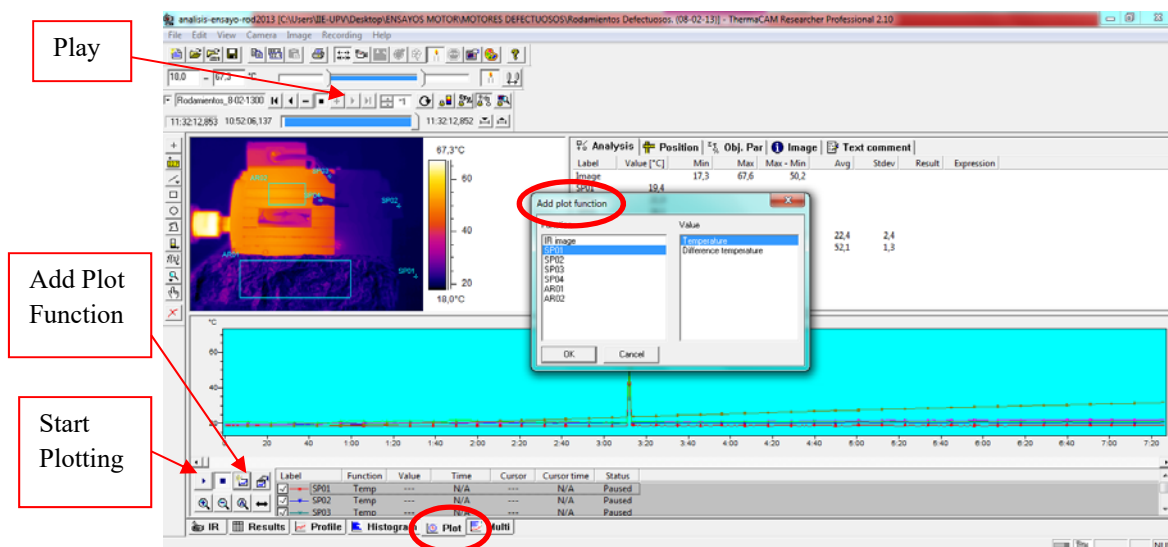 analisis-ensayo-rod2013 [C:\Users\IIE-UPV\Desktop\ENSAYOS MOTOR\MOTORES DEFECTUOSOS\Rodamientos Defectuosos. (08-02-13)] - ThermaCAM Researcher Professional 2.10
File Edit View Camera Image Recording Help
Play
18,0 - 67,3 °C
Rodamientos_8-02-1300
11:32:12,853 10:52:06,137 11:32:12,852
Analysis Position Obj. Par Image Text comment
Label Value [°C] Min Max Max - Min Avg Stdev Result Expression
Image 17,3 67,6 50,2
SP01 19,4
22,4 2,4
52,1 1,3
67,3°C
60
40
20
18,0°C
AR02
SP03
SP04
SP02
AR01
SP01
Add plot function
Value
IR image
SP01
SP02
SP03
SP04
AR01
AR02
Temperature
Difference temperature
OK Cancel
Add Plot
Function
°C
60
40
20
0 20 40 1:00 1:20 1:40 2:00 2:20 2:40 3:00 3:20 3:40 4:00 4:20 4:40 5:00 5:20 5:40 6:00 6:20 6:40 7:00 7:20
Start
Plotting
Label Function Value Time Cursor Cursor time Status
SP01 Temp --- N/A --- N/A Paused
SP02 Temp --- N/A --- N/A Paused
SP03 Temp --- N/A --- N/A Paused
IR Results Profile Histogram Plot Multi